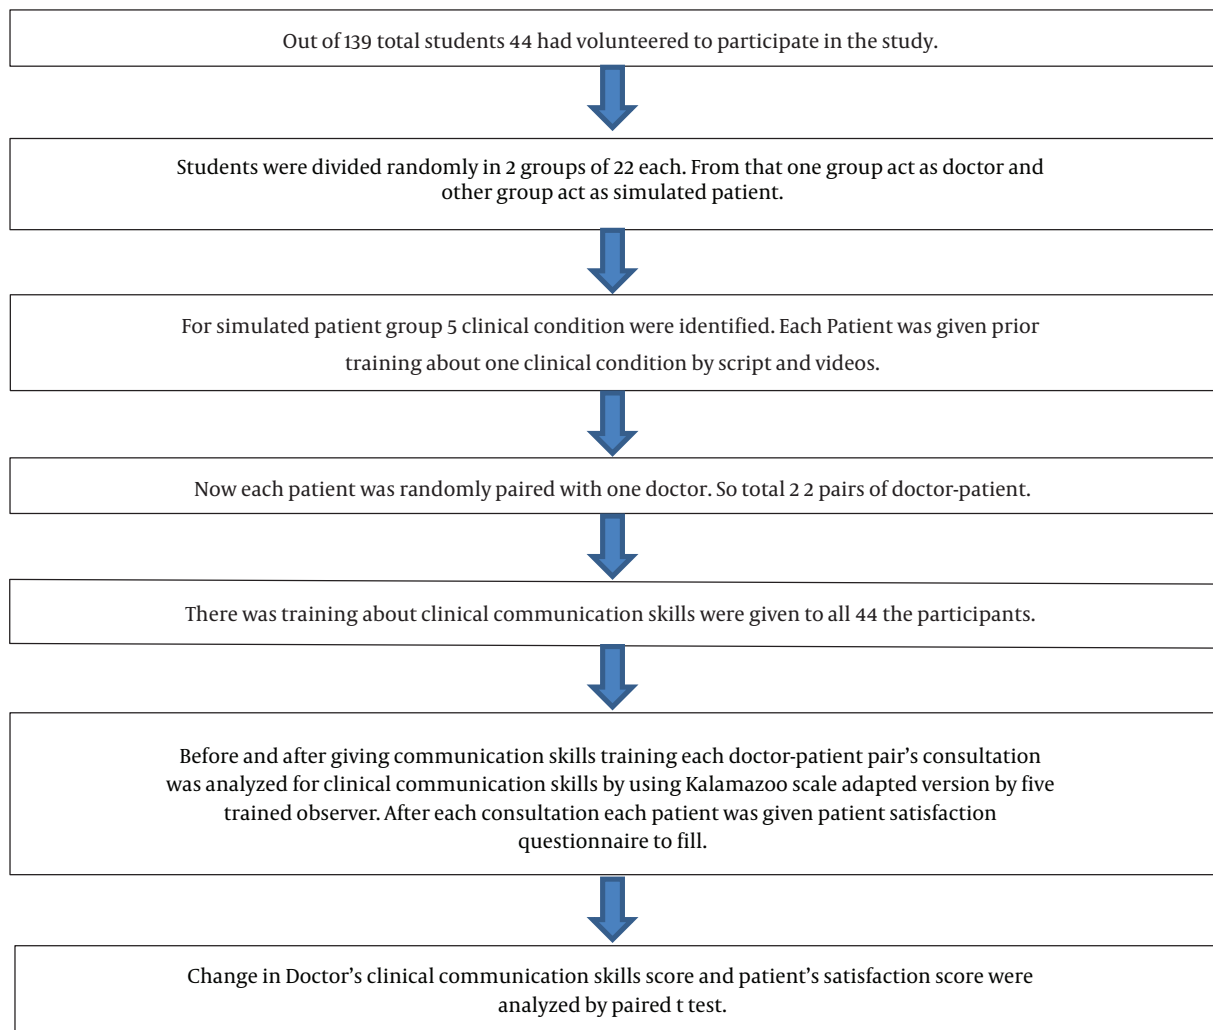 Out of 139 total students 44 had volunteered to participate in the study.
Students were divided randomly in 2 groups of 22 each. From that one group act as doctor and
other group act as simulated patient.
For simulated patient group 5 clinical condition were identified. Each Patient was given prior
training about one clinical condition by script and videos.
Now each patient was randomly paired with one doctor. So total 2 2 pairs of doctor-patient.
There was training about clinical communication skills were given to all 44 the participants.
Before and after giving communication skills training each doctor-patient pair’s consultation
was analyzed for clinical communication skills by using Kalamazoo scale adapted version by five
trained observer. After each consultation each patient was given patient satisfaction
questionnaire to fill.
Change in Doctor’s clinical communication skills score and patient’s satisfaction score were
analyzed by paired t test.